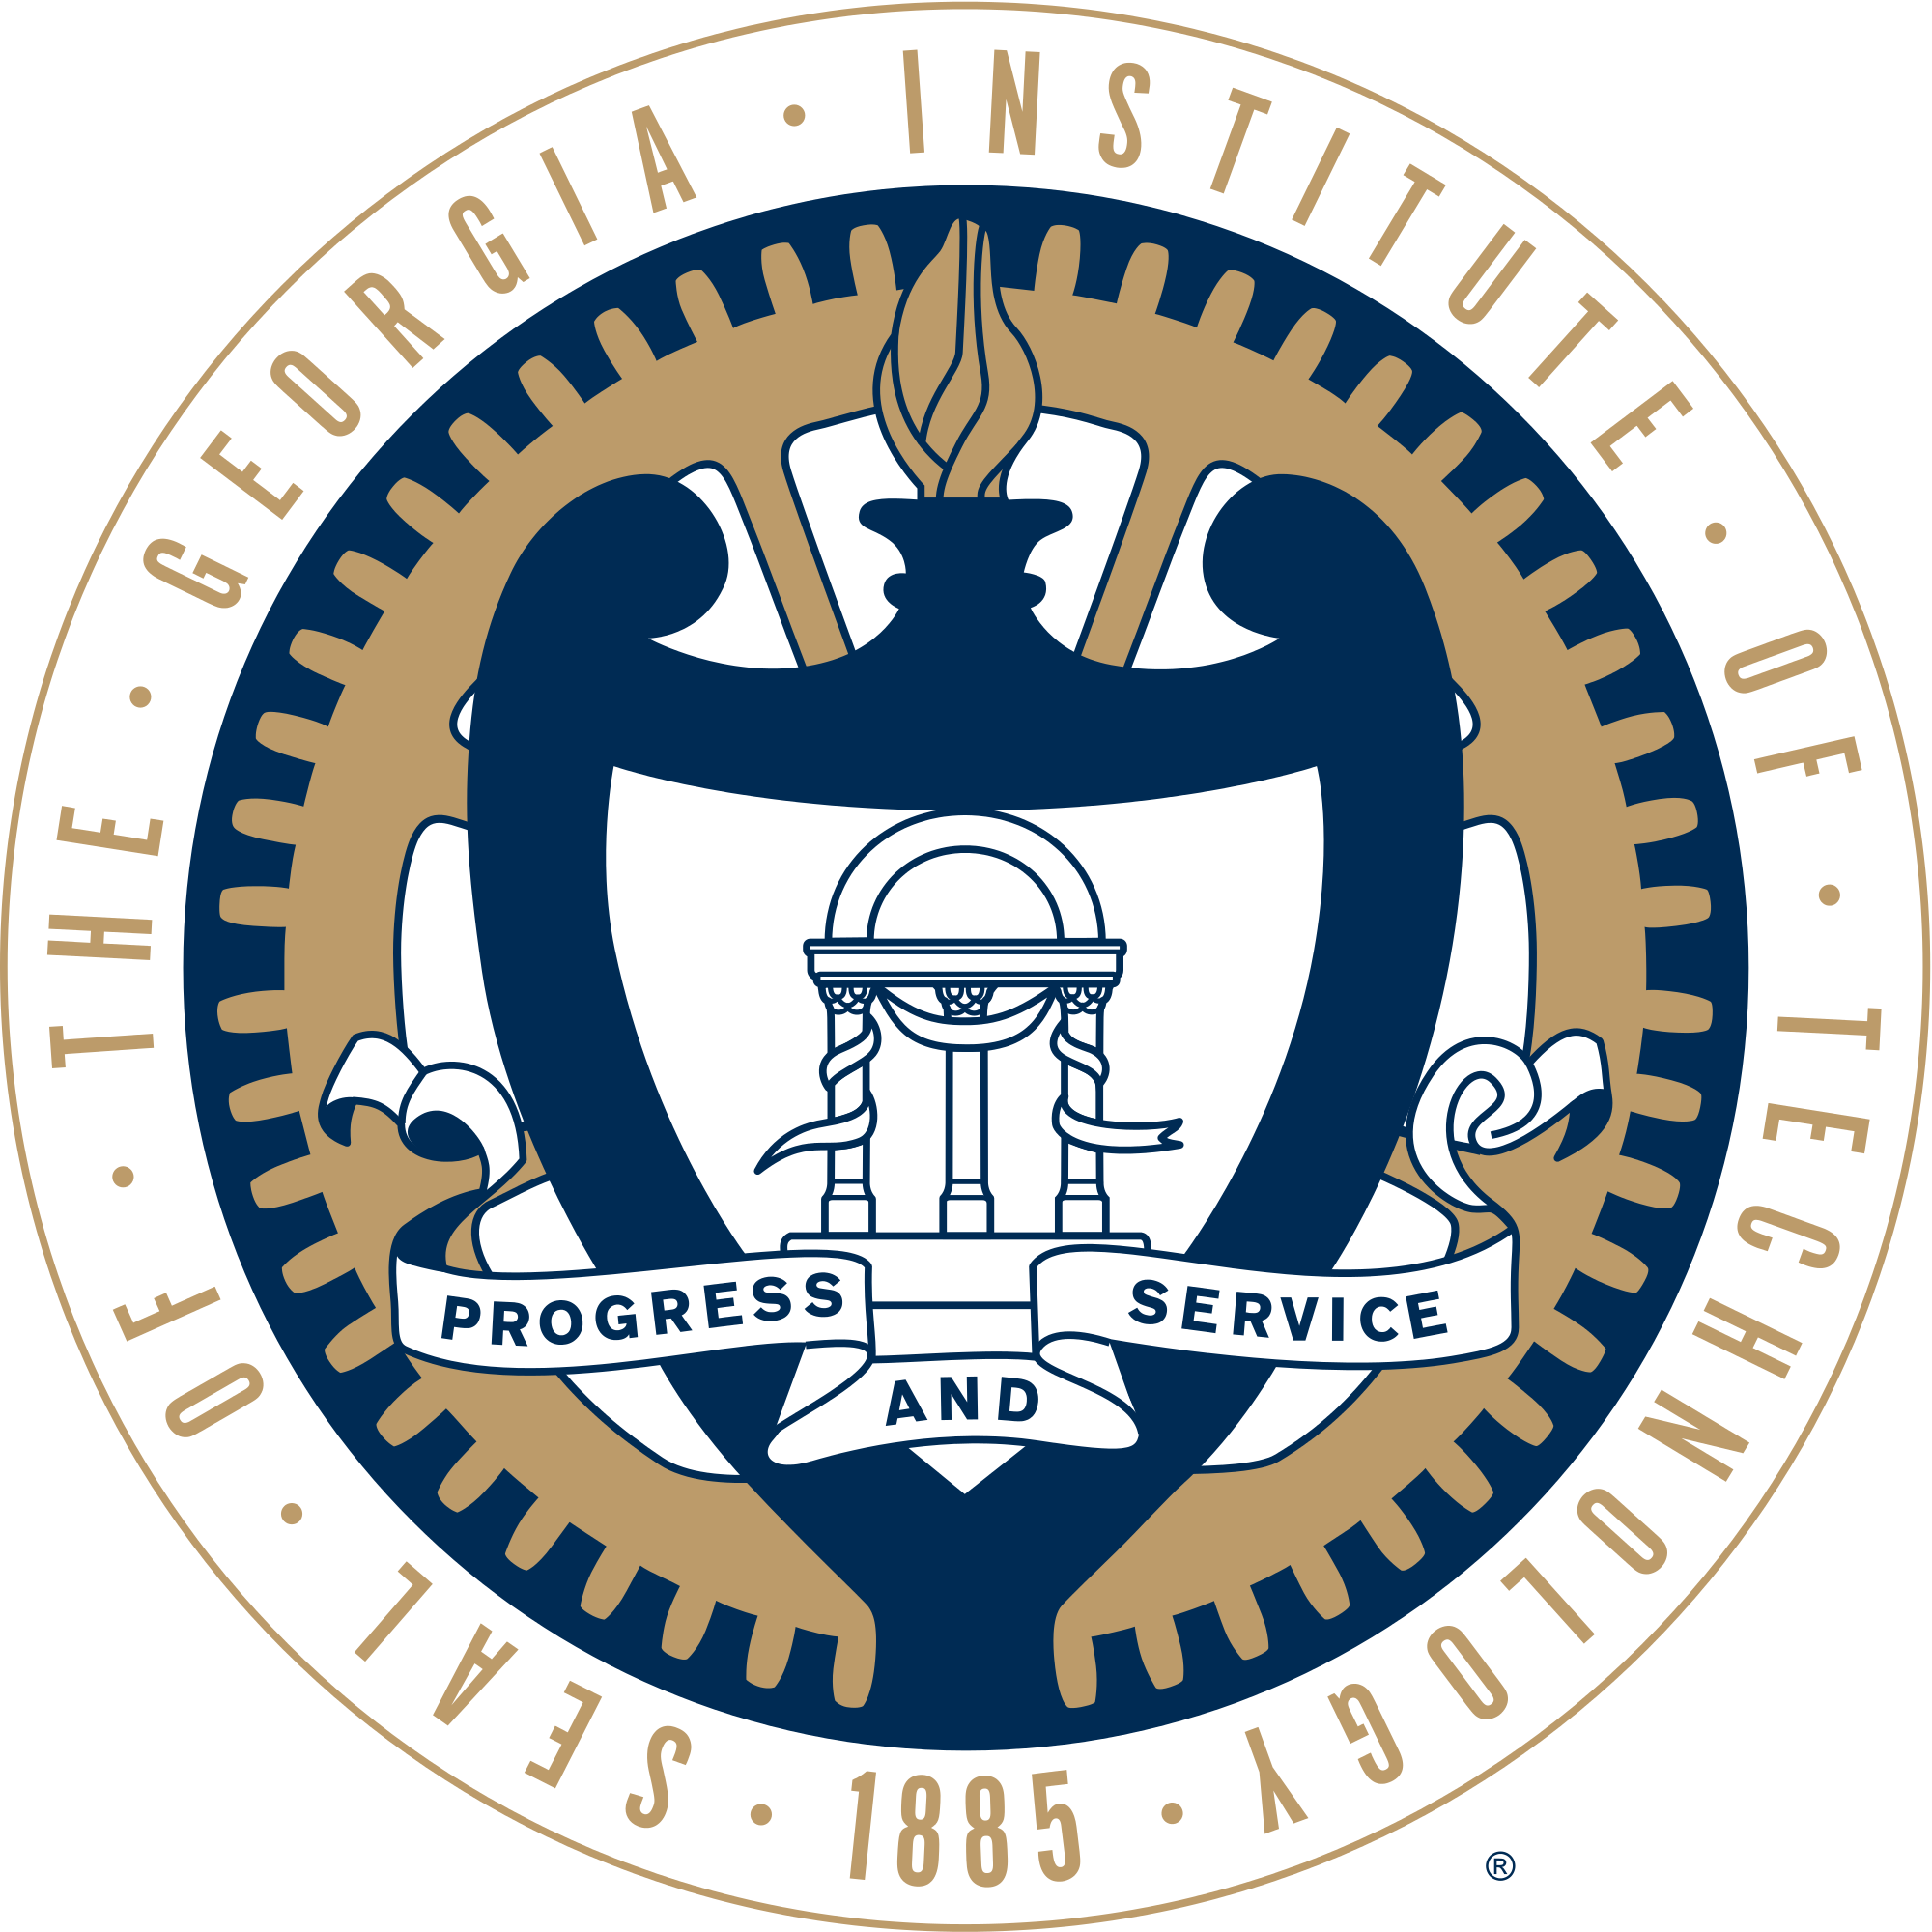 SEAL · OF · THE · GEORGIA · INSTITUTE · OF · TECHNOLOGY · 1885 ·
PROGRESS
AND
SERVICE
®